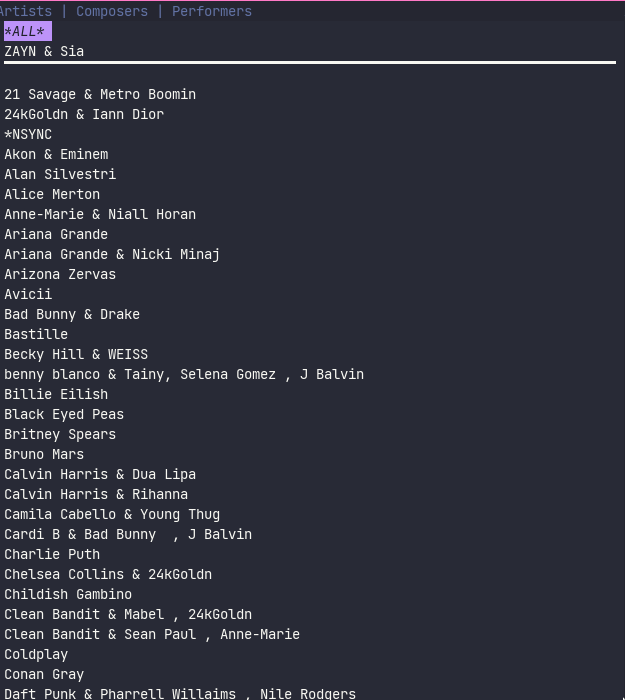 Artists | Composers | Performers
*ALL*
ZAYN & Sia
21 Savage & Metro Boomin
24kGoldn & Iann Dior
*NSYNC
Akon & Eminem
Alan Silvestri
Alice Merton
Anne-Marie & Niall Horan
Ariana Grande
Ariana Grande & Nicki Minaj
Arizona Zervas
Avicii
Bad Bunny & Drake
Bastille
Becky Hill & WEISS
benny blanco & Tainy, Selena Gomez , J Balvin
Billie Eilish
Black Eyed Peas
Britney Spears
Bruno Mars
Calvin Harris & Dua Lipa
Calvin Harris & Rihanna
Camila Cabello & Young Thug
Cardi B & Bad Bunny  , J Balvin
Charlie Puth
Chelsea Collins & 24kGoldn
Childish Gambino
Clean Bandit & Mabel , 24kGoldn
Clean Bandit & Sean Paul , Anne-Marie
Coldplay
Conan Gray
Daft Punk & Pharrell Willaims , Nile Rodgers